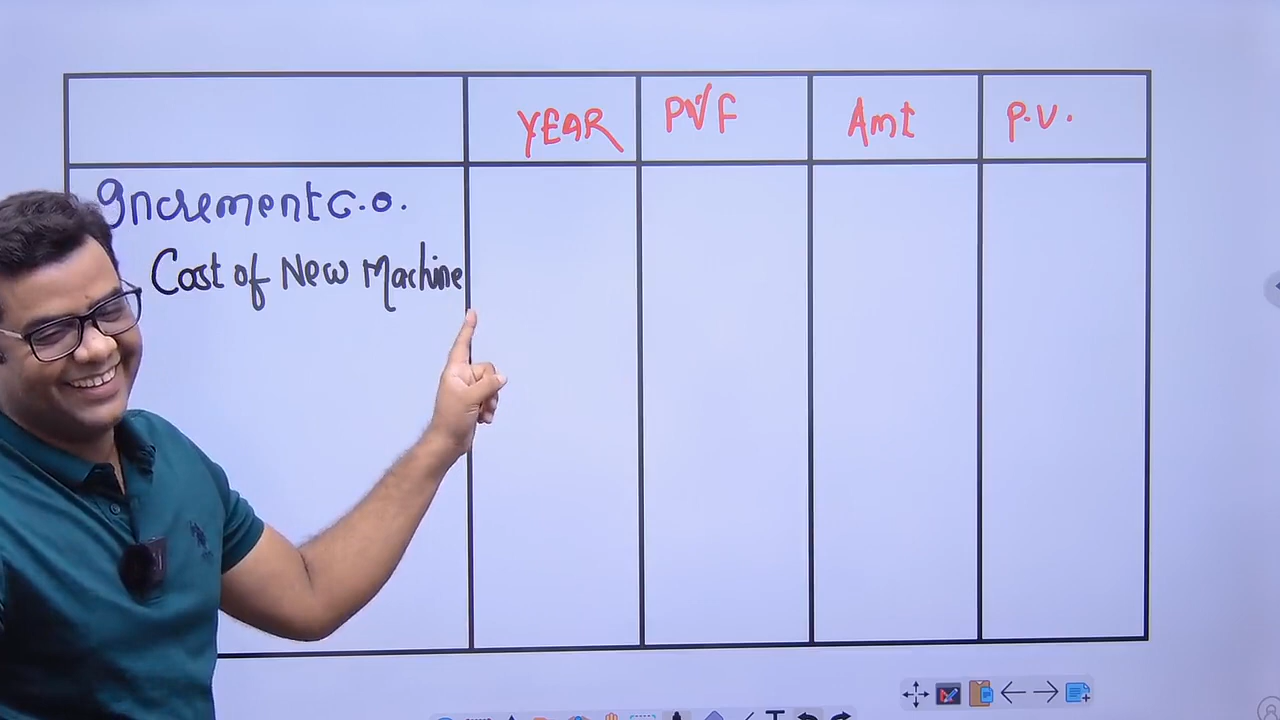 YEAR PVF Amt P.V.
Increment C.O.
Cost of New Machine